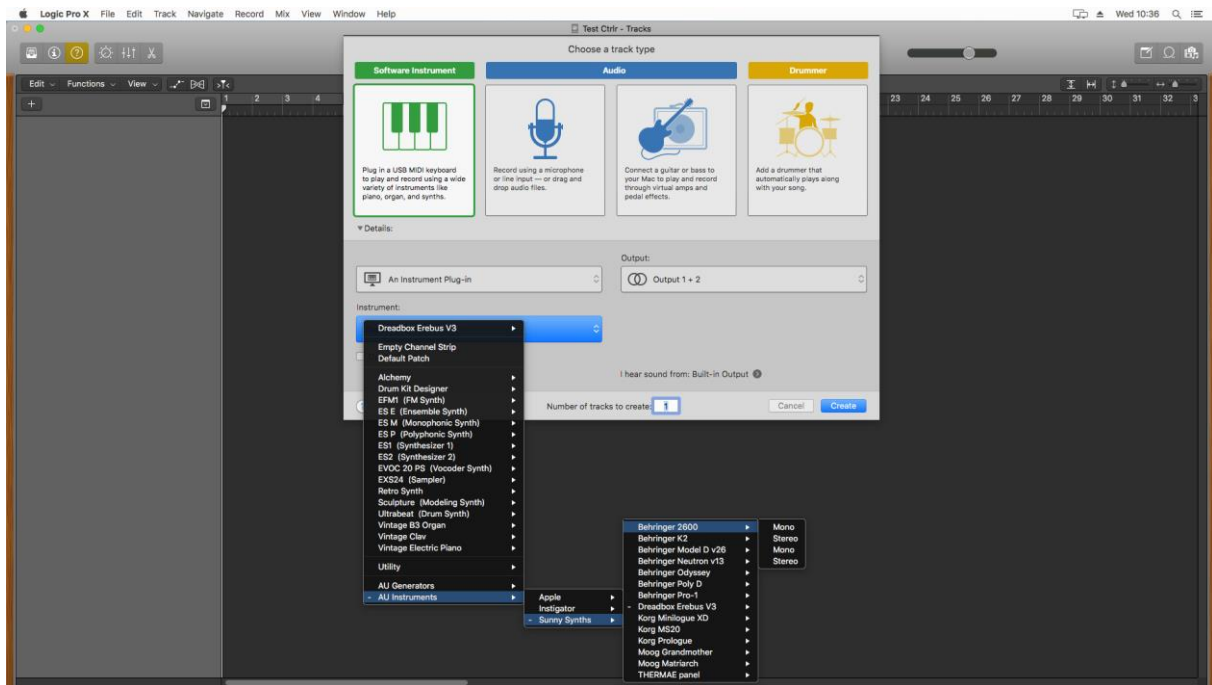 Logic Pro X File Edit Track Navigate Record Mix View Window Help Wed 10:36
Test Ctrlr - Tracks
Choose a track type
Software Instrument Audio Drummer
Edit Functions View
1 2 3 4 23 24 25 26 27 28 29 30 31 32 3
Plug in a USB MIDI keyboard
to play and record using a wide
variety of instruments like
piano, organ, and synths.
Record using a microphone
or line input — or drag and
drop audio files.
Connect a guitar or bass to
your Mac to play and record
through virtual amps and
pedal effects.
Add a drummer that
automatically plays along
with your song.
Details:
Output:
An Instrument Plug-in
Output 1 + 2
Instrument:
I hear sound from: Built-in Output
Number of tracks to create: 1
Cancel Create
Dreadbox Erebus V3
Empty Channel Strip
Default Patch
Alchemy
Drum Kit Designer
EFM1 (FM Synth)
ES E (Ensemble Synth)
ES M (Monophonic Synth)
ES P (Polyphonic Synth)
ES1 (Synthesizer 1)
ES2 (Synthesizer 2)
EVOC 20 PS (Vocoder Synth)
EXS24 (Sampler)
Retro Synth
Sculpture (Modeling Synth)
Ultrabeat (Drum Synth)
Vintage B3 Organ
Vintage Clav
Vintage Electric Piano
Utility
AU Generators
- AU Instruments
Apple
Instigator
- Sunny Synths
Behringer 2600
Behringer K2
Behringer Model D v26
Behringer Neutron v13
Behringer Odyssey
Behringer Poly D
Behringer Pro-1
- Dreadbox Erebus V3
Korg Minilogue XD
Korg MS20
Korg Prologue
Moog Grandmother
Moog Matriarch
THERMAE panel
Mono
Stereo
Mono
Stereo